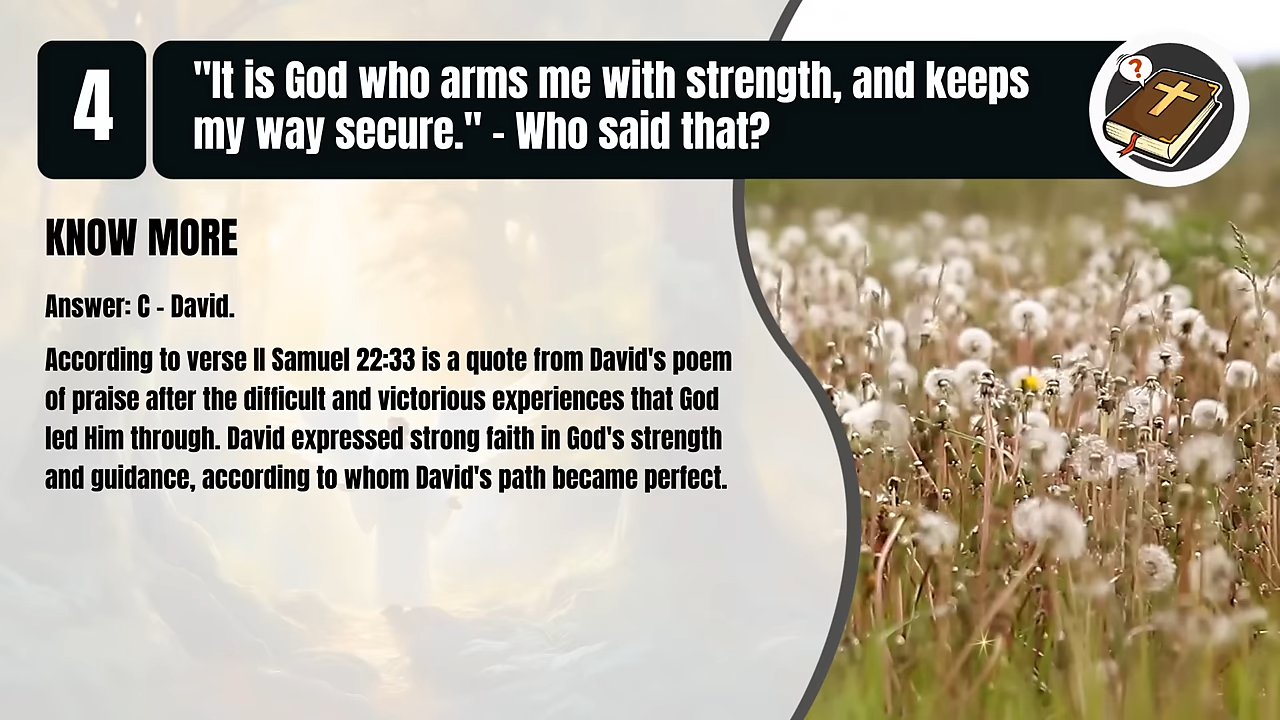 4
"It is God who arms me with strength, and keeps
my way secure." - Who said that?
?
KNOW MORE
Answer: C - David.
According to verse II Samuel 22:33 is a quote from David's poem
of praise after the difficult and victorious experiences that God
led Him through. David expressed strong faith in God's strength
and guidance, according to whom David's path became perfect.